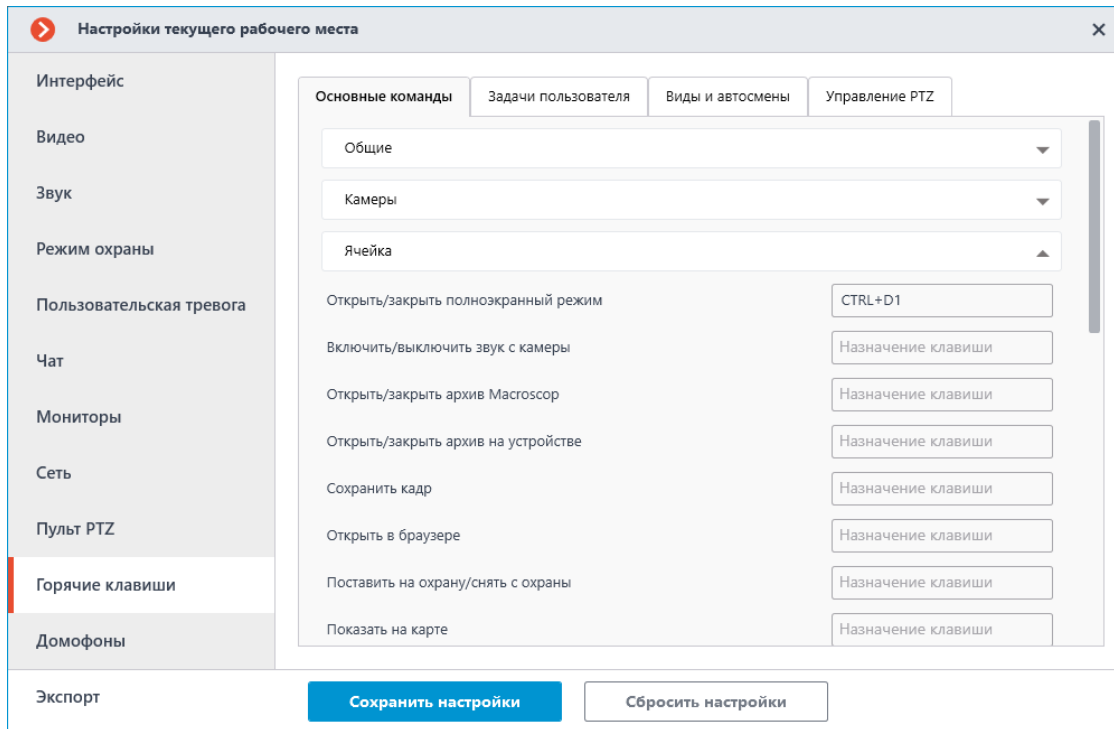 Настройки текущего рабочего места
Интерфейс
Видео
Звук
Режим охраны
Пользовательская тревога
Чат
Мониторы
Сеть
Пульт PTZ
Горячие клавиши
Домофоны
Экспорт
Основные команды Задачи пользователя Виды и автосмены Управление PTZ
Общие
Камеры
Ячейка
Открыть/закрыть полноэкранный режим CTRL+D1
Включить/выключить звук с камеры Назначение клавиши
Открыть/закрыть архив Macroscop Назначение клавиши
Открыть/закрыть архив на устройстве Назначение клавиши
Сохранить кадр Назначение клавиши
Открыть в браузере Назначение клавиши
Поставить на охрану/снять с охраны Назначение клавиши
Показать на карте Назначение клавиши
Сохранить настройки Сбросить настройки